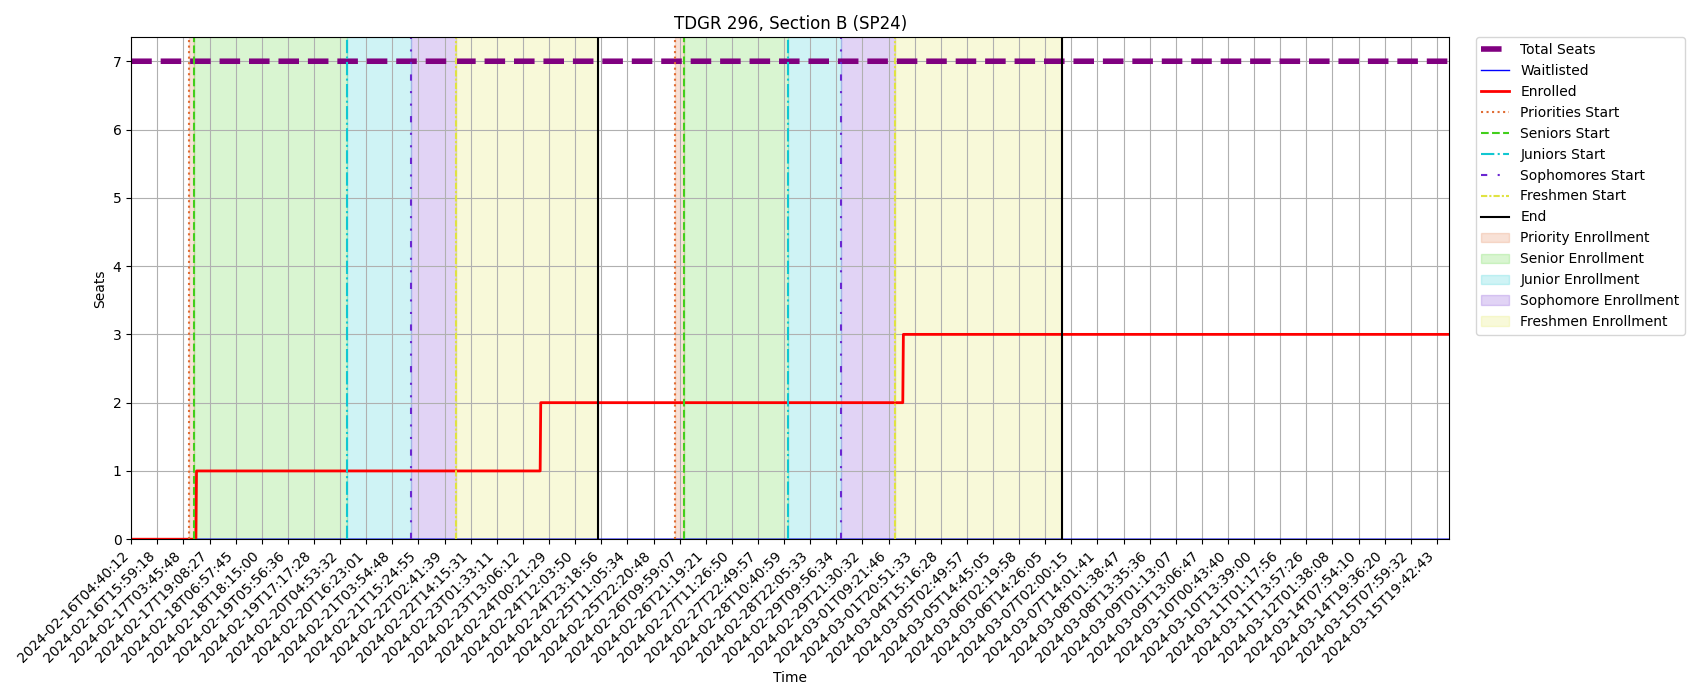 TDGR 296, Section B (SP24)
Seats
7
6
5
4
3
2
1
0
2024-02-16T04:40:12
2024-02-16T15:59:18
2024-02-17T03:45:48
2024-02-17T19:08:27
2024-02-18T06:57:45
2024-02-18T18:15:00
2024-02-19T05:56:36
2024-02-19T17:17:28
2024-02-20T04:53:32
2024-02-20T16:23:01
2024-02-21T03:54:48
2024-02-21T15:24:55
2024-02-22T02:41:39
2024-02-22T14:15:31
2024-02-23T01:33:11
2024-02-23T13:06:12
2024-02-24T00:21:29
2024-02-24T12:03:50
2024-02-24T23:18:56
2024-02-25T11:05:34
2024-02-25T22:20:48
2024-02-26T09:59:07
2024-02-26T21:19:21
2024-02-27T11:26:50
2024-02-27T22:49:57
2024-02-28T10:40:59
2024-02-28T22:05:33
2024-02-29T09:56:34
2024-02-29T21:30:32
2024-03-01T09:21:46
2024-03-01T20:51:33
2024-03-04T15:16:28
2024-03-05T02:49:57
2024-03-05T14:45:05
2024-03-06T02:19:58
2024-03-06T14:26:05
2024-03-07T02:00:15
2024-03-07T14:01:41
2024-03-08T01:38:47
2024-03-08T13:35:36
2024-03-09T01:13:07
2024-03-09T13:06:47
2024-03-10T00:43:40
2024-03-10T13:39:00
2024-03-11T01:17:56
2024-03-11T13:57:26
2024-03-12T01:38:08
2024-03-14T07:54:10
2024-03-14T19:36:20
2024-03-15T07:59:32
2024-03-15T19:42:43
Time
Total Seats
Waitlisted
Enrolled
Priorities Start
Seniors Start
Juniors Start
Sophomores Start
Freshmen Start
End
Priority Enrollment
Senior Enrollment
Junior Enrollment
Sophomore Enrollment
Freshmen Enrollment